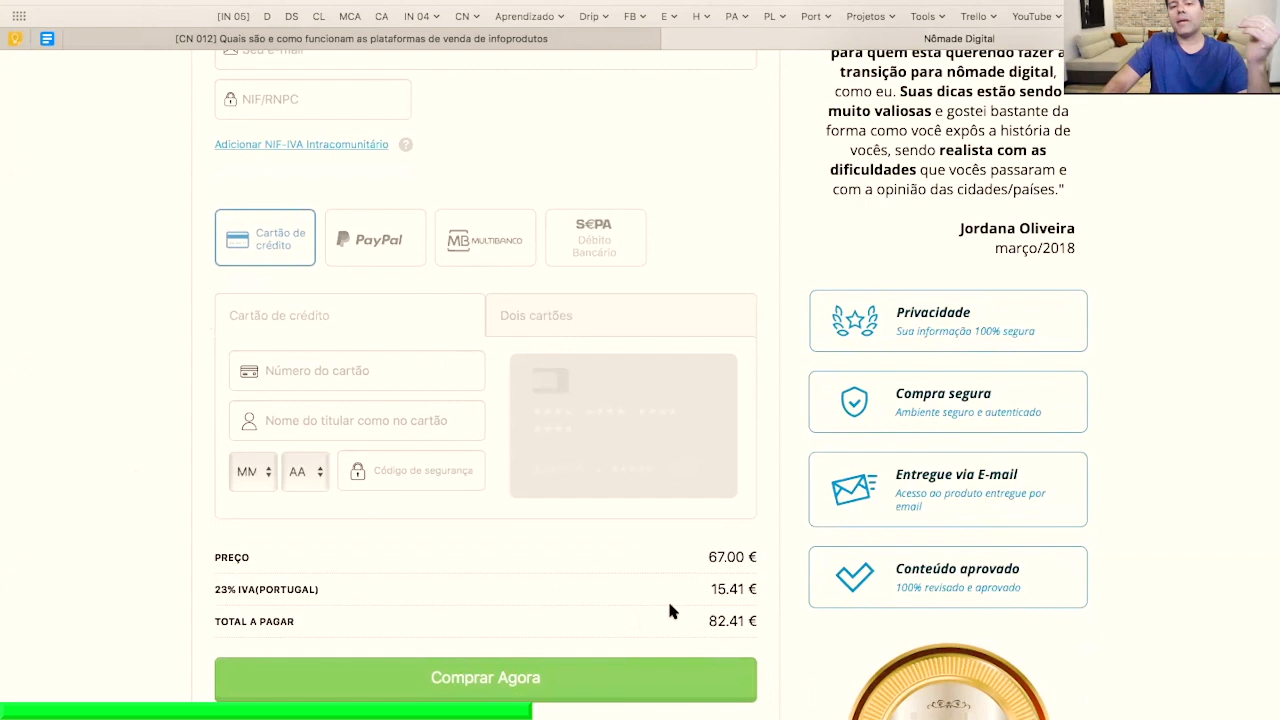 [IN 05] D DS CL MCA CA IN 04 CN Aprendizado Drip FB E H PA PL Port Projetos Tools Trello YouTube
[CN 012] Quais são e como funcionam as plataformas de venda de infoprodutos
Nômade Digital
Seu e-mail
NIF/RNPC
Adicionar NIF-IVA Intracomunitário ?
Cartão de
crédito
PayPal
MB MULTIBANCO
S€PA
Débito
Bancário
Cartão de crédito
Dois cartões
Número do cartão
Nome do titular como no cartão
MM
AA
Código de segurança
PREÇO 67.00 €
23% IVA(PORTUGAL) 15.41 €
TOTAL A PAGAR 82.41 €
Comprar Agora
para quem está querendo fazer a
transição para nômade digital,
como eu. Suas dicas estão sendo
muito valiosas e gostei bastante da
forma como você expôs a história de
vocês, sendo realista com as
dificuldades que vocês passaram e
com a opinião das cidades/países."
Jordana Oliveira
março/2018
Privacidade
Sua informação 100% segura
Compra segura
Ambiente seguro e autenticado
Entregue via E-mail
Acesso ao produto entregue por
email
Conteúdo aprovado
100% revisado e aprovado